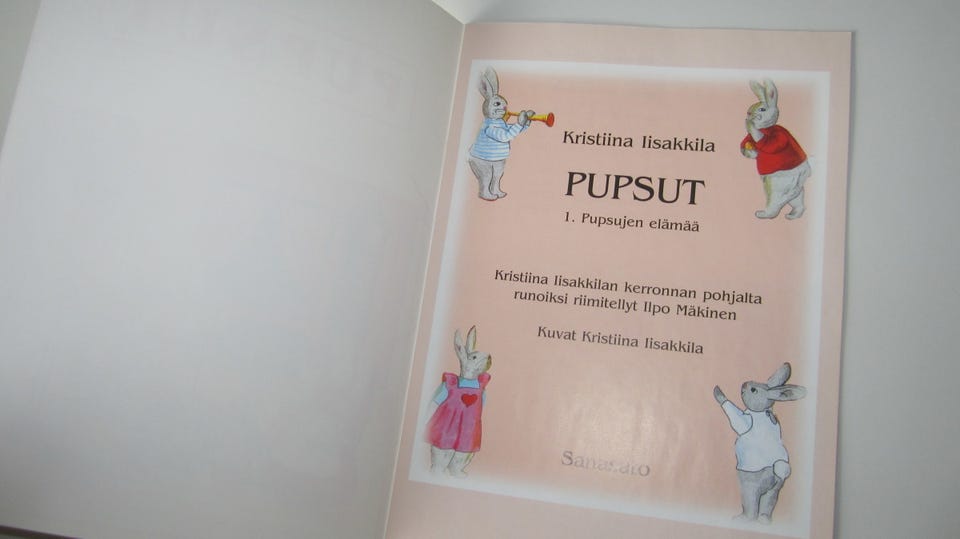 Kristiina Iisakkila
PUPSUT
1. Pupsujen elämää
Kristiina Iisakkilan kerronnan pohjalta
runoiksi riimitellyt Ilpo Mäkinen
Kuvat Kristiina Iisakkila
Sanasato